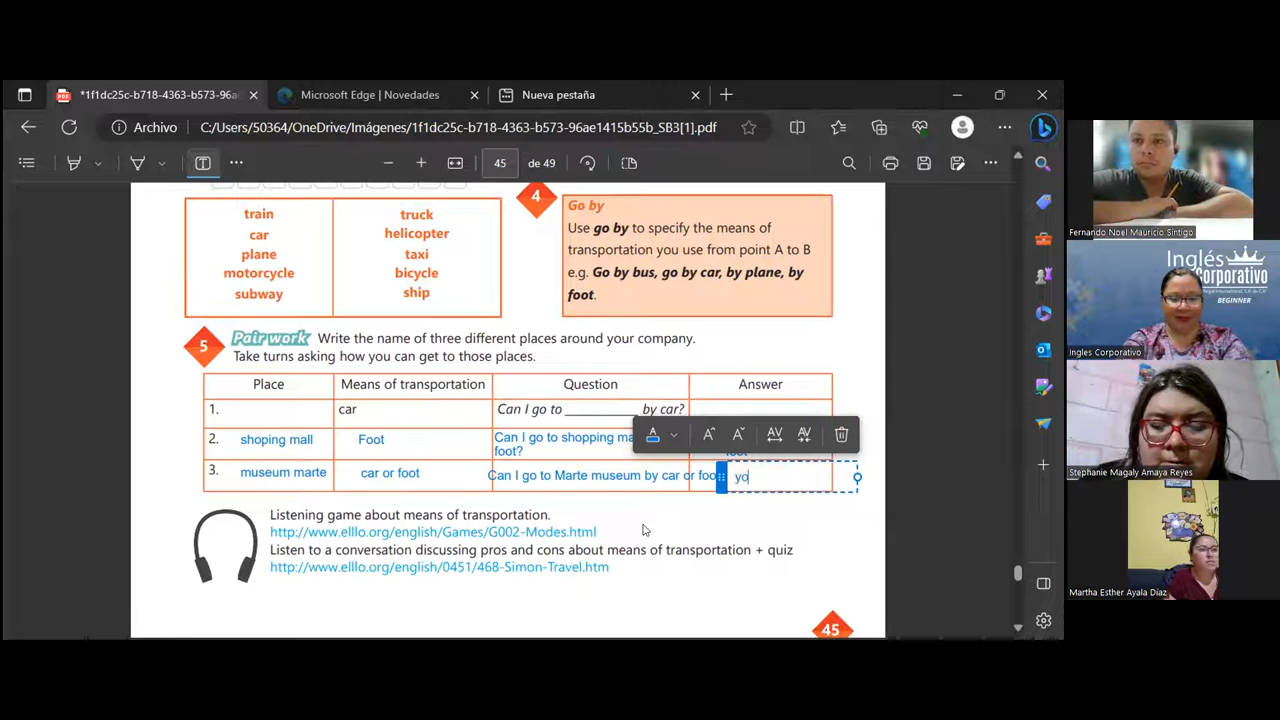 *1f1dc25c-b718-4363-b573-96ae
Microsoft Edge | Novedades
Nueva pestaña
Archivo
C:/Users/50364/OneDrive/Imágenes/1f1dc25c-b718-4363-b573-96ae1415b55b_SB3[1].pdf
45
de 49
train
car
plane
motorcycle
subway
truck
helicopter
taxi
bicycle
ship
4
Go by
Use go by to specify the means of
transportation you use from point A to B
e.g. Go by bus, go by car, by plane, by
foot.
5
Pair work Write the name of three different places around your company.
Take turns asking how you can get to those places.
Place Means of transportation Question Answer
1. car Can I go to __________ by car?
2. shoping mall Foot Can I go to shopping
foot?
foot
3. museum marte car or foot Can I go to Marte museum by car or foo yo
Listening game about means of transportation.
http://www.elllo.org/english/Games/G002-Modes.html
Listen to a conversation discussing pros and cons about means of transportation + quiz
http://www.elllo.org/english/0451/468-Simon-Travel.htm
45
Fernando Noel Mauricio Sintigo
Inglés
Corporativo
BEGINNER
Ingles Corporativo
Stephanie Magaly Amaya Reyes
Martha Esther Ayala Díaz